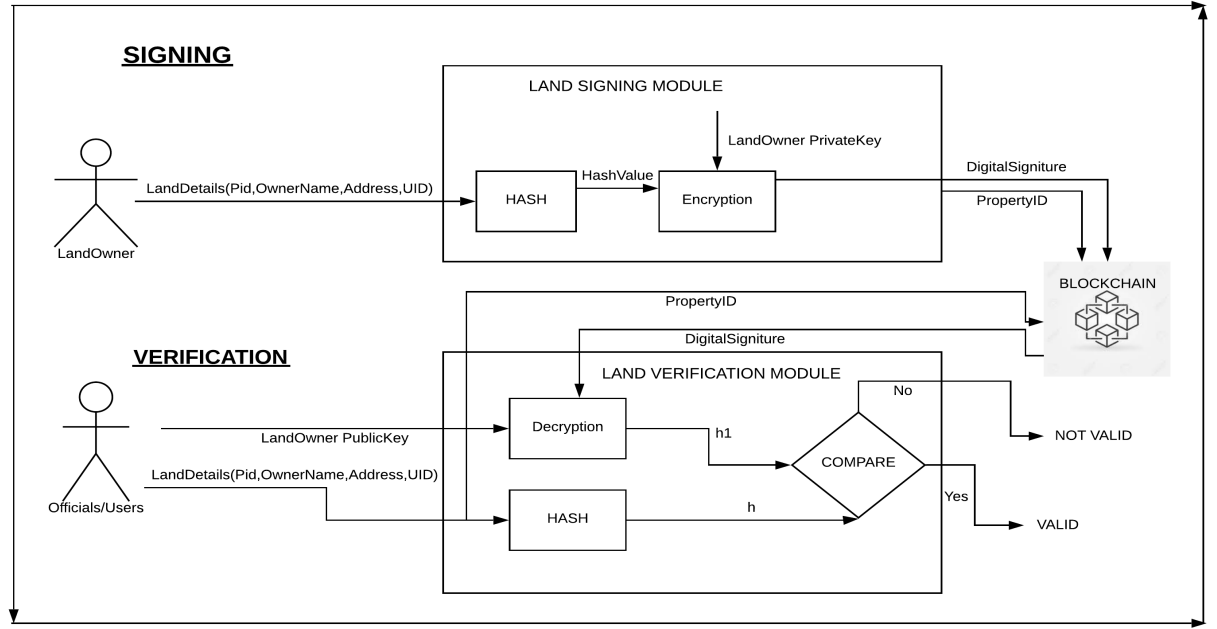 SIGNING
LAND SIGNING MODULE
LandOwner PrivateKey
LandDetails(Pid,OwnerName,Address,UID)
HASH
HashValue
Encryption
DigitalSigniture
PropertyID
LandOwner
BLOCKCHAIN
PropertyID
DigitalSigniture
VERIFICATION
LAND VERIFICATION MODULE
No
LandOwner PublicKey
Decryption
h1
NOT VALID
LandDetails(Pid,OwnerName,Address,UID)
COMPARE
Officials/Users
HASH
h
Yes
VALID